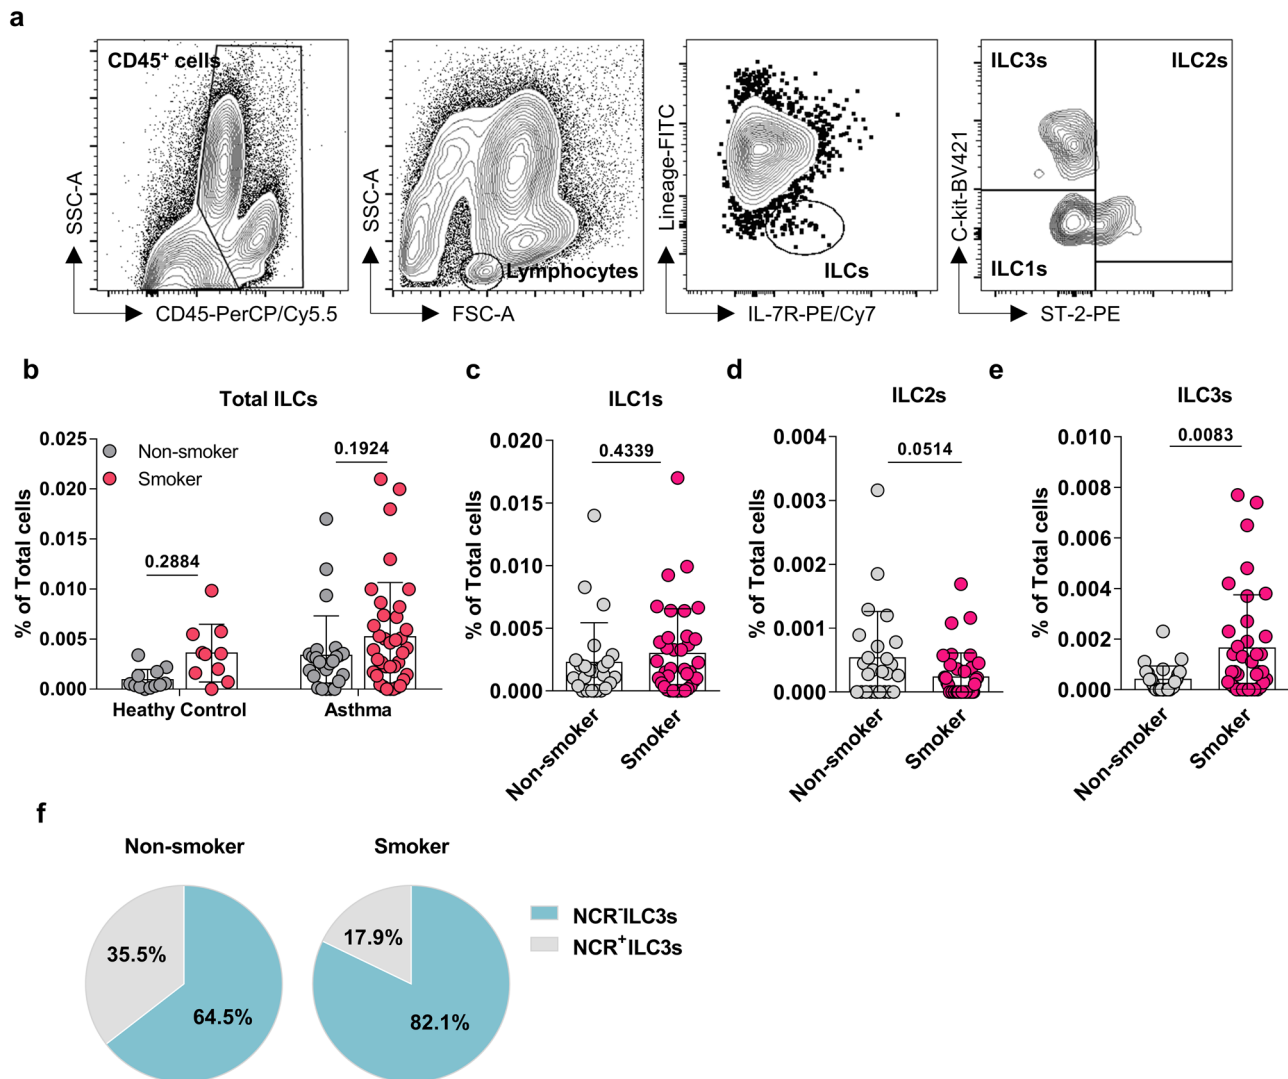 a
CD45⁺ cells
SSC-A
CD45-PerCP/Cy5.5
Lymphocytes
SSC-A
FSC-A
ILCs
Lineage-FITC
IL-7R-PE/Cy7
ILC3s
ILC2s
ILC1s
C-kit-BV421
ST-2-PE
b
Total ILCs
Non-smoker
Smoker
0.2884
0.1924
% of Total cells
0.025
0.020
0.015
0.010
0.005
0.000
Heathy Control
Asthma
c
ILC1s
0.4339
% of Total cells
0.020
0.015
0.010
0.005
0.000
Non-smoker
Smoker
d
ILC2s
0.0514
% of Total cells
0.004
0.003
0.002
0.001
0.000
Non-smoker
Smoker
e
ILC3s
0.0083
% of Total cells
0.010
0.008
0.006
0.004
0.002
0.000
Non-smoker
Smoker
f
Non-smoker
35.5%
64.5%
Smoker
17.9%
82.1%
NCR⁻ILC3s
NCR⁺ILC3s